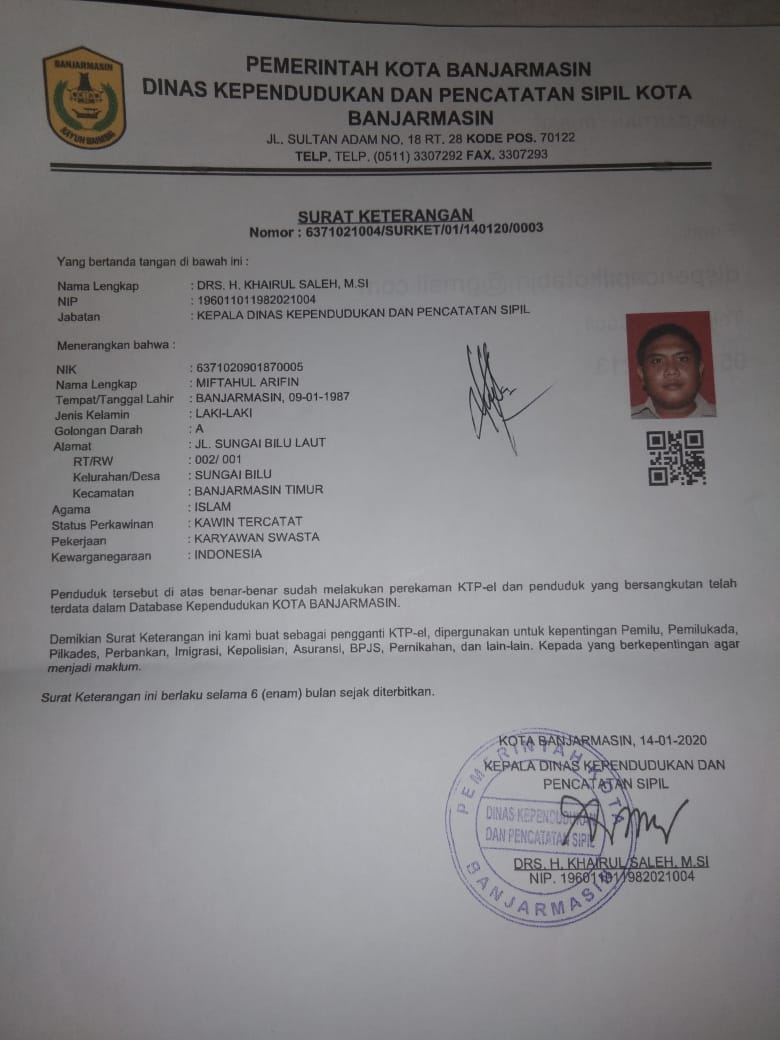 BANJARMASIN
KAYUH BAIMBAI
PEMERINTAH KOTA BANJARMASIN
DINAS KEPENDUDUKAN DAN PENCATATAN SIPIL KOTA
BANJARMASIN
JL. SULTAN ADAM NO. 18 RT. 28 KODE POS. 70122
TELP. TELP. (0511) 3307292 FAX. 3307293
SURAT KETERANGAN
Nomor : 6371021004/SURKET/01/140120/0003
Yang bertanda tangan di bawah ini :
Nama Lengkap : DRS. H. KHAIRUL SALEH, M.SI
NIP : 196011011982021004
Jabatan : KEPALA DINAS KEPENDUDUKAN DAN PENCATATAN SIPIL
Menerangkan bahwa :
NIK : 6371020901870005
Nama Lengkap : MIFTAHUL ARIFIN
Tempat/Tanggal Lahir : BANJARMASIN, 09-01-1987
Jenis Kelamin : LAKI-LAKI
Golongan Darah : A
Alamat : JL. SUNGAI BILU LAUT
RT/RW : 002/ 001
Kelurahan/Desa : SUNGAI BILU
Kecamatan : BANJARMASIN TIMUR
Agama : ISLAM
Status Perkawinan : KAWIN TERCATAT
Pekerjaan : KARYAWAN SWASTA
Kewarganegaraan : INDONESIA
Penduduk tersebut di atas benar-benar sudah melakukan perekaman KTP-el dan penduduk yang bersangkutan telah
terdata dalam Database Kependudukan KOTA BANJARMASIN.
Demikian Surat Keterangan ini kami buat sebagai pengganti KTP-el, dipergunakan untuk kepentingan Pemilu, Pemilukada,
Pilkades, Perbankan, Imigrasi, Kepolisian, Asuransi, BPJS, Pernikahan, dan lain-lain. Kepada yang berkepentingan agar
menjadi maklum.
Surat Keterangan ini berlaku selama 6 (enam) bulan sejak diterbitkan.
KOTA BANJARMASIN, 14-01-2020
KEPALA DINAS KEPENDUDUKAN DAN
PENCATATAN SIPIL
PEMERINTAH KOTA
DINAS KEPENDUDUKAN
DAN PENCATATAN SIPIL
BANJARMASIN
DRS. H. KHAIRUL SALEH, M.SI
NIP. 196011011982021004